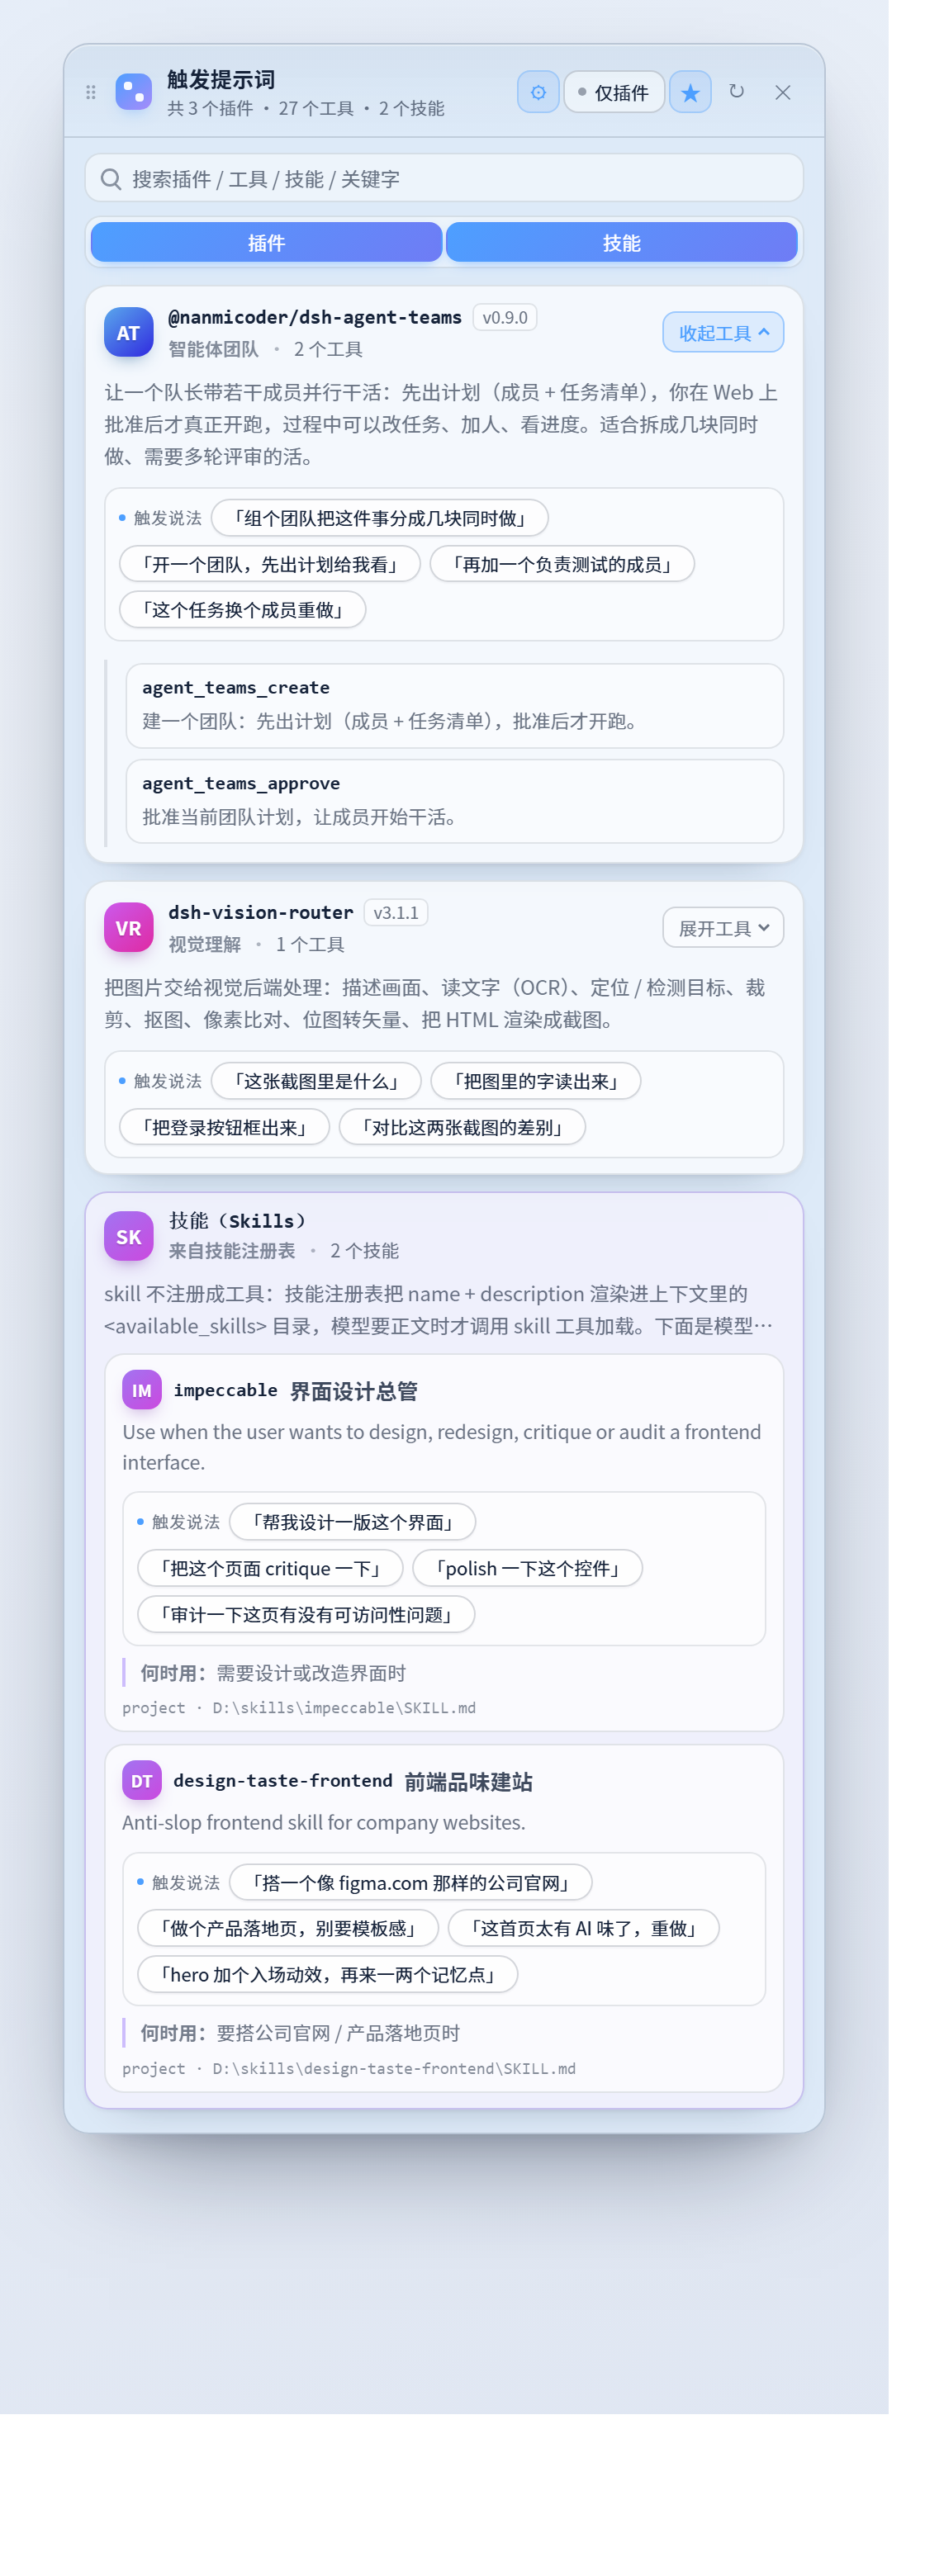 触发提示词
共 3 个插件 · 27 个工具 · 2 个技能
仅插件
搜索插件 / 工具 / 技能 / 关键字
插件
技能
AT
@nanmicoder/dsh-agent-teams
v0.9.0
智能体团队 · 2 个工具
收起工具
让一个队长带若干成员并行干活：先出计划（成员 + 任务清单），你在 Web 上
批准后才真正开跑，过程中可以改任务、加人、看进度。适合拆成几块同时
做、需要多轮评审的活。
触发说法 「组个团队把这件事分成几块同时做」
「开一个团队，先出计划给我看」 「再加一个负责测试的成员」
「这个任务换个成员重做」
agent_teams_create
建一个团队：先出计划（成员 + 任务清单），批准后才开跑。
agent_teams_approve
批准当前团队计划，让成员开始干活。
VR
dsh-vision-router
v3.1.1
视觉理解 · 1 个工具
展开工具
把图片交给视觉后端处理：描述画面、读文字（OCR）、定位 / 检测目标、裁
剪、抠图、像素比对、位图转矢量、把 HTML 渲染成截图。
触发说法 「这张截图里是什么」 「把图里的字读出来」
「把登录按钮框出来」 「对比这两张截图的差别」
SK
技能（Skills）
来自技能注册表 · 2 个技能
skill 不注册成工具：技能注册表把 name + description 渲染进上下文里的
<available_skills> 目录，模型要正文时才调用 skill 工具加载。下面是模型…
IM
impeccable 界面设计总管
Use when the user wants to design, redesign, critique or audit a frontend
interface.
触发说法 「帮我设计一版这个界面」
「把这个页面 critique 一下」 「polish 一下这个控件」
「审计一下这页有没有可访问性问题」
何时用：需要设计或改造界面时
project · D:\skills\impeccable\SKILL.md
DT
design-taste-frontend 前端品味建站
Anti-slop frontend skill for company websites.
触发说法 「搭一个像 figma.com 那样的公司官网」
「做个产品落地页，别要模板感」 「这首页太有 AI 味了，重做」
「hero 加个入场动效，再来一两个记忆点」
何时用：要搭公司官网 / 产品落地页时
project · D:\skills\design-taste-frontend\SKILL.md